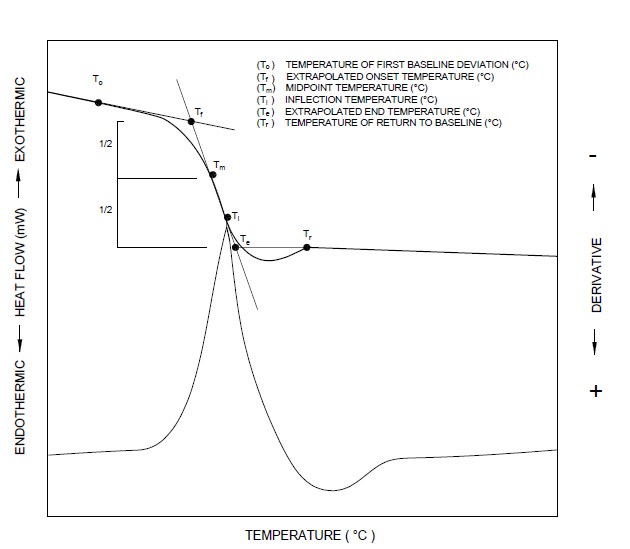 (To) TEMPERATURE OF FIRST BASELINE DEVIATION (°C)
(Tf) EXTRAPOLATED ONSET TEMPERATURE (°C)
(Tm) MIDPOINT TEMPERATURE (°C)
(TI) INFLECTION TEMPERATURE (°C)
(Te) EXTRAPOLATED END TEMPERATURE (°C)
(Tr) TEMPERATURE OF RETURN TO BASELINE (°C)
To
Tf
1/2
Tm
1/2
TI
Te
Tr
ENDOTHERMIC ← HEAT FLOW (mW) → EXOTHERMIC
-
← DERIVATIVE →
+
TEMPERATURE ( °C )